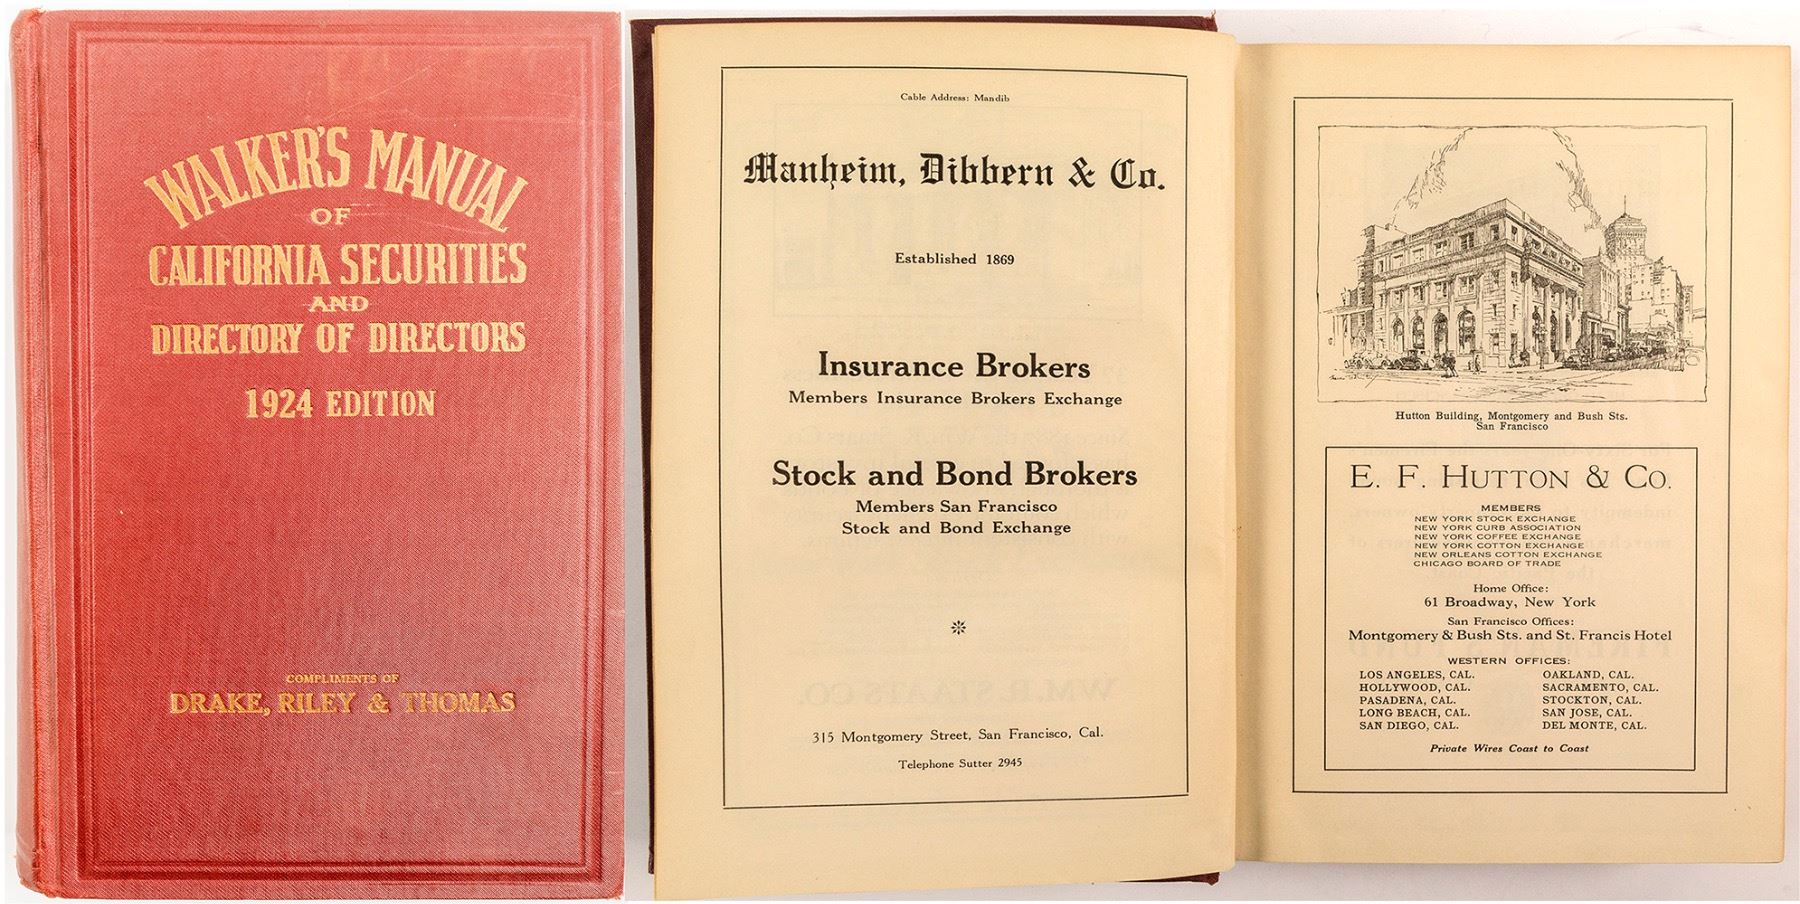 WALKER'S MANUAL
OF
CALIFORNIA SECURITIES
AND
DIRECTORY OF DIRECTORS
1924 EDITION
COMPLIMENTS OF
DRAKE, RILEY & THOMAS
Cable Address: Mandib
Manheim, Dibbern & Co.
Established 1869
Insurance Brokers
Members Insurance Brokers Exchange
Stock and Bond Brokers
Members San Francisco
Stock and Bond Exchange
315 Montgomery Street, San Francisco, Cal.
Telephone Sutter 2945
Hutton Building, Montgomery and Bush Sts.
San Francisco
E. F. HUTTON & CO.
MEMBERS
NEW YORK STOCK EXCHANGE
NEW YORK CURB ASSOCIATION
NEW YORK COFFEE EXCHANGE
NEW YORK COTTON EXCHANGE
NEW ORLEANS COTTON EXCHANGE
CHICAGO BOARD OF TRADE
Home Office:
61 Broadway, New York
San Francisco Offices:
Montgomery & Bush Sts. and St. Francis Hotel
WESTERN OFFICES:
LOS ANGELES, CAL. OAKLAND, CAL.
HOLLYWOOD, CAL. SACRAMENTO, CAL.
PASADENA, CAL. STOCKTON, CAL.
LONG BEACH, CAL. SAN JOSE, CAL.
SAN DIEGO, CAL. DEL MONTE, CAL.
Private Wires Coast to Coast